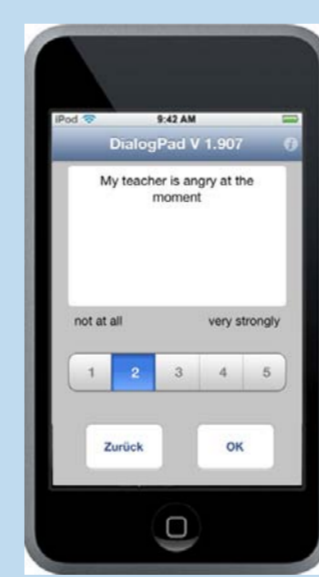 iPod 9:42 AM
DialogPad V 1.907
My teacher is angry at the
moment
not at all very strongly
1 2 3 4 5
Zurück OK